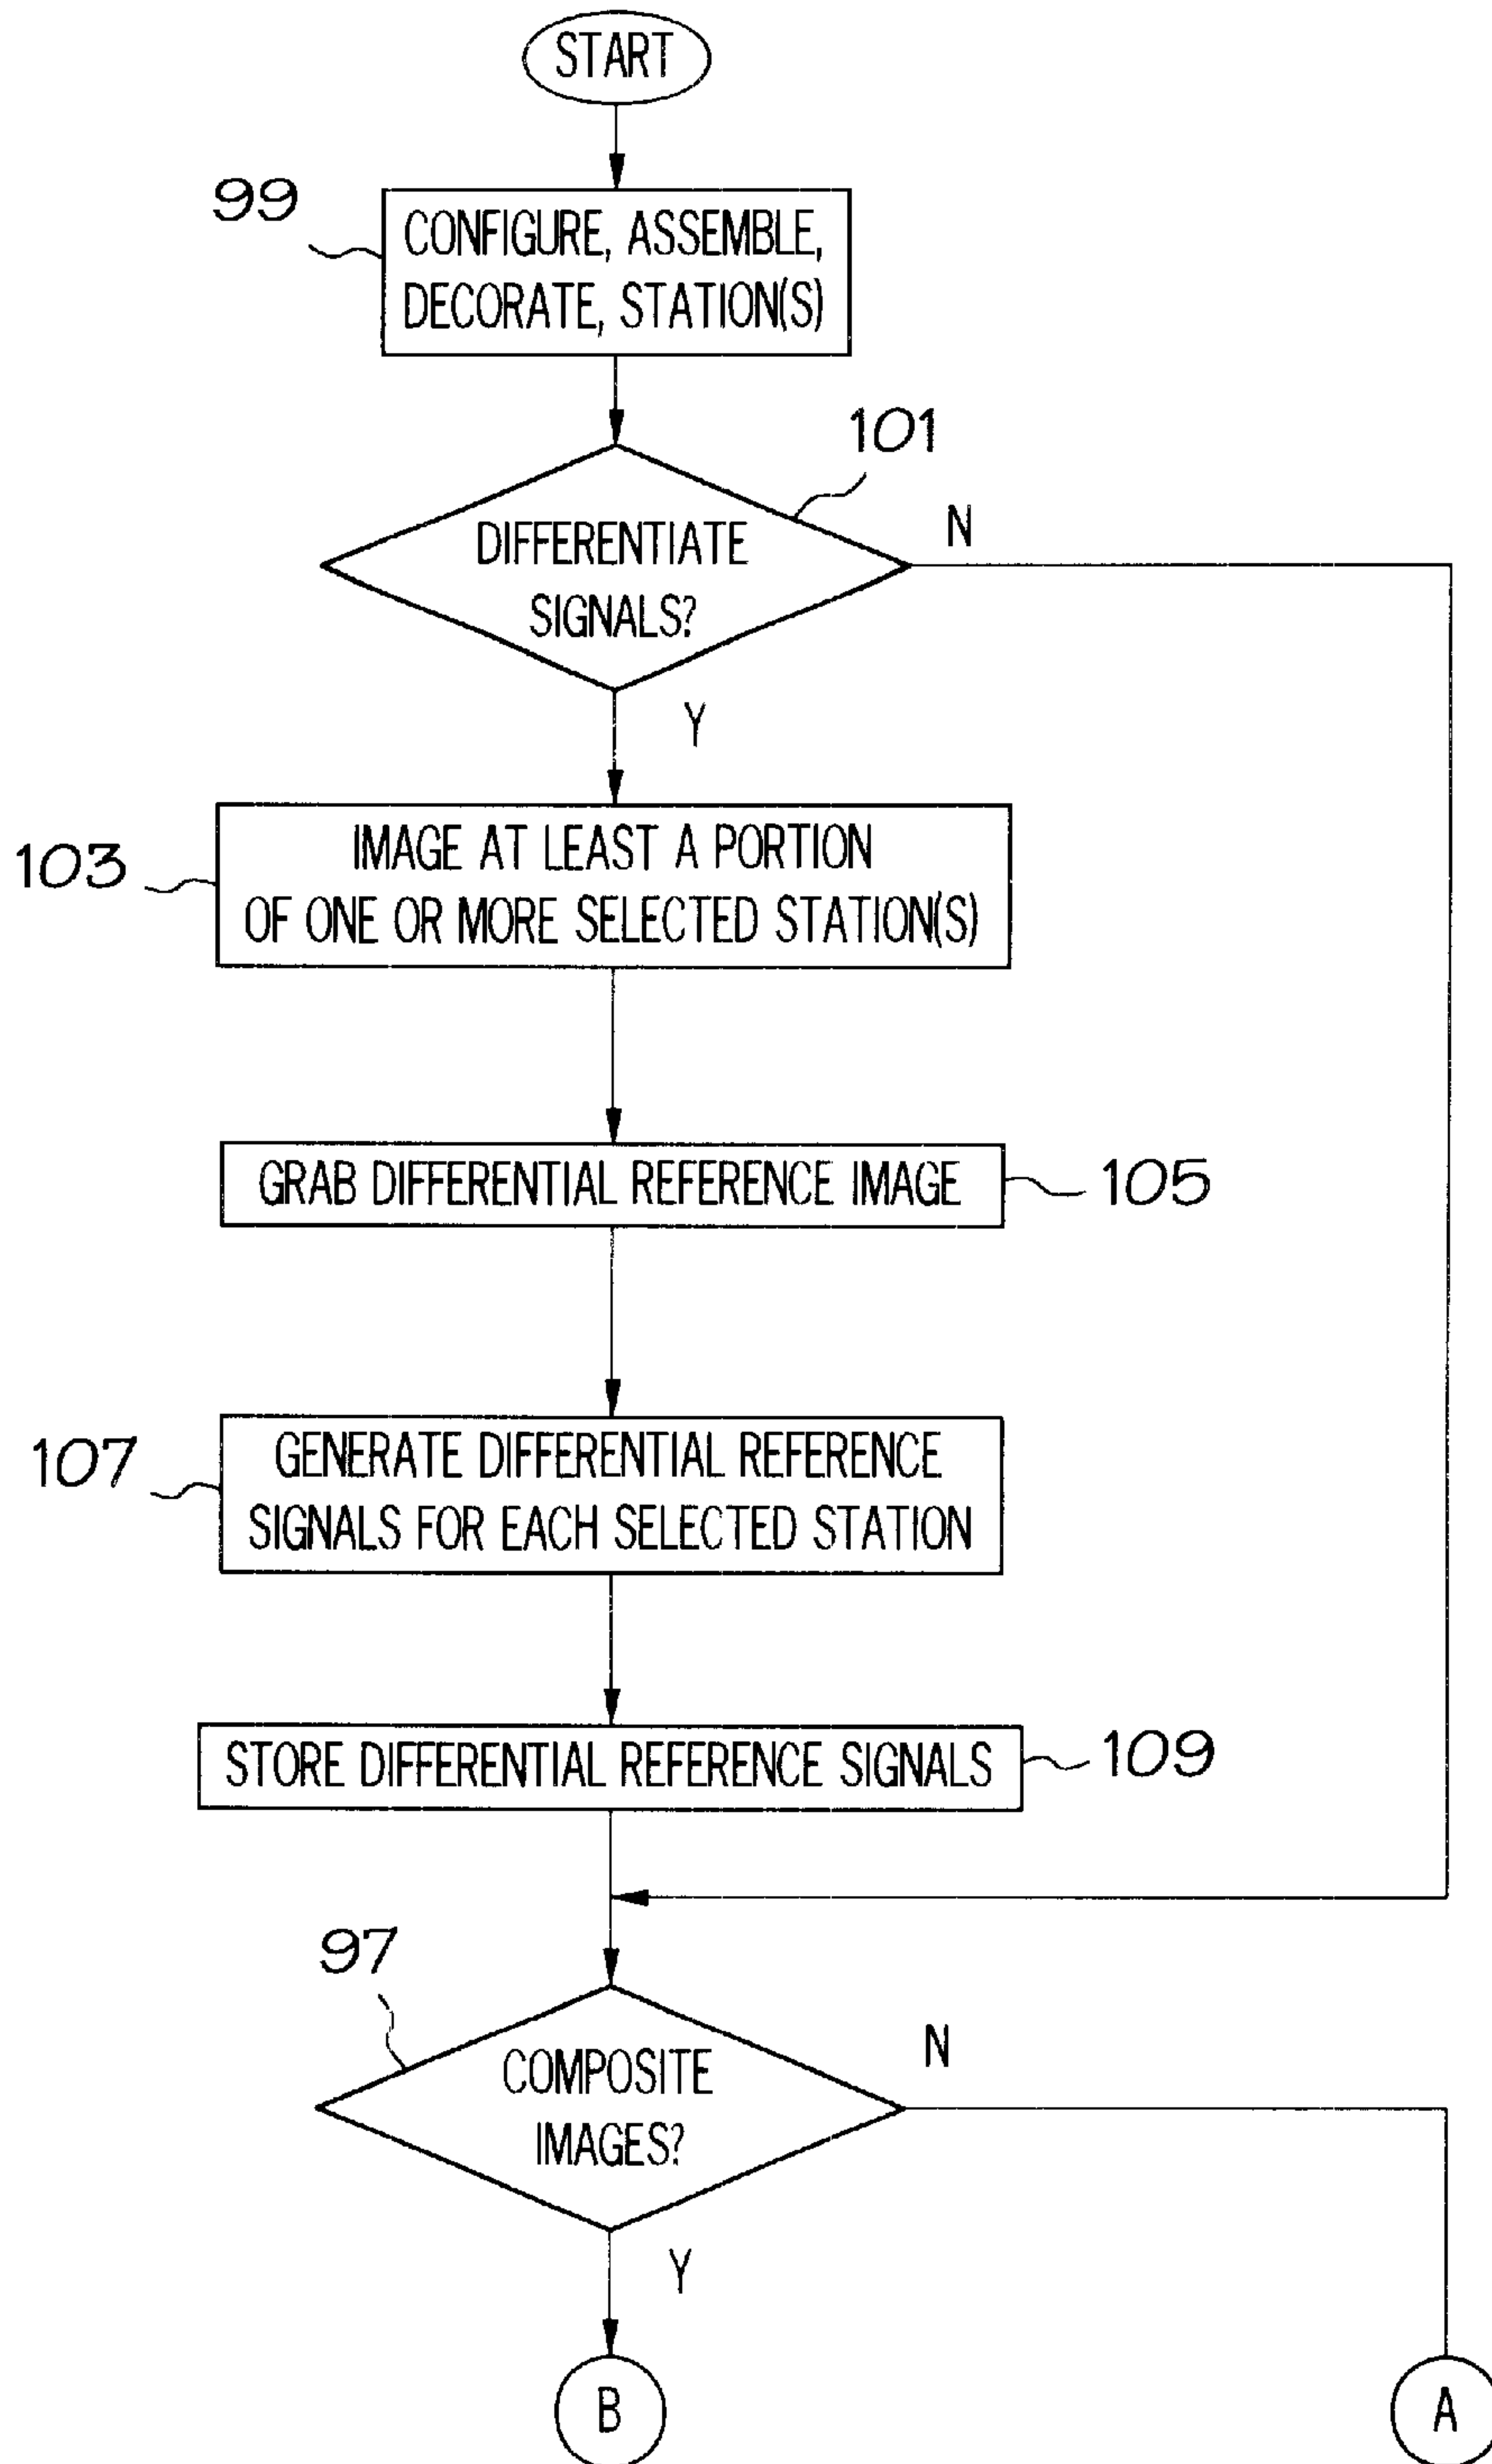 START
99
CONFIGURE, ASSEMBLE,
DECORATE, STATION(S)
101
DIFFERENTIATE
SIGNALS?
N
Y
103
IMAGE AT LEAST A PORTION
OF ONE OR MORE SELECTED STATION(S)
GRAB DIFFERENTIAL REFERENCE IMAGE
105
107
GENERATE DIFFERENTIAL REFERENCE
SIGNALS FOR EACH SELECTED STATION
STORE DIFFERENTIAL REFERENCE SIGNALS
109
97
COMPOSITE
IMAGES?
N
Y
B
A